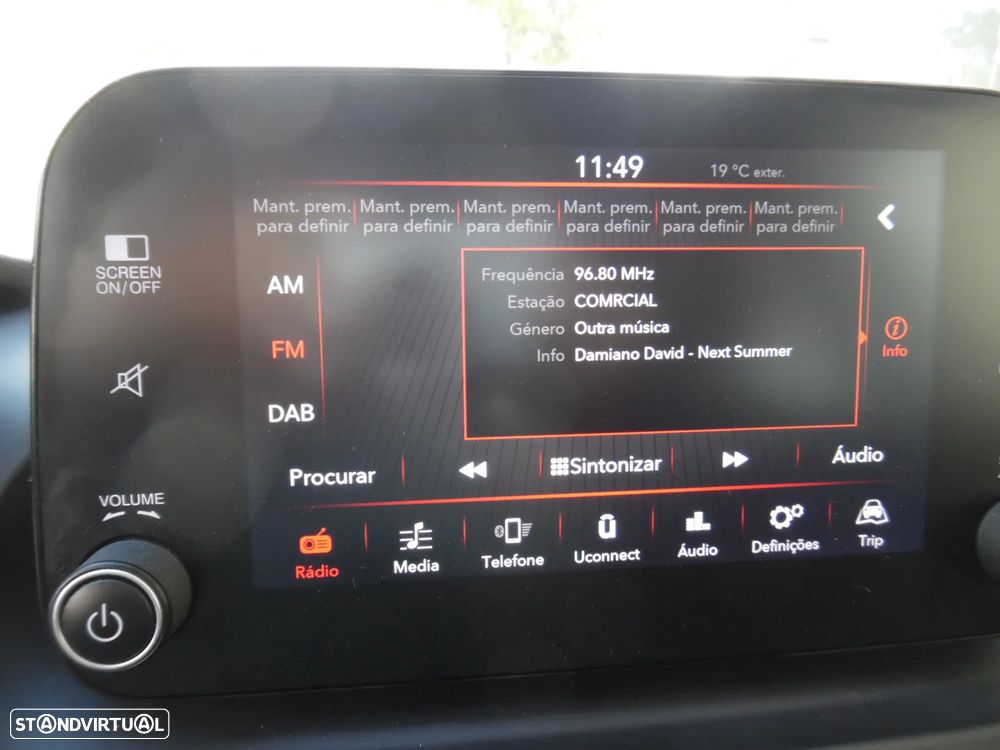 11:49
19 °C exter.
Mant. prem. Mant. prem. Mant. prem. Mant. prem. Mant. prem. Mant. prem.
para definir para definir para definir para definir para definir para definir
SCREEN
ON/OFF
AM
FM
DAB
Frequência 96.80 MHz
Estação COMRCIAL
Género Outra música
Info Damiano David - Next Summer
Info
Procurar
Sintonizar
Áudio
VOLUME
Rádio
Media
Telefone
Uconnect
Áudio
Definições
Trip
STANDVIRTUAL